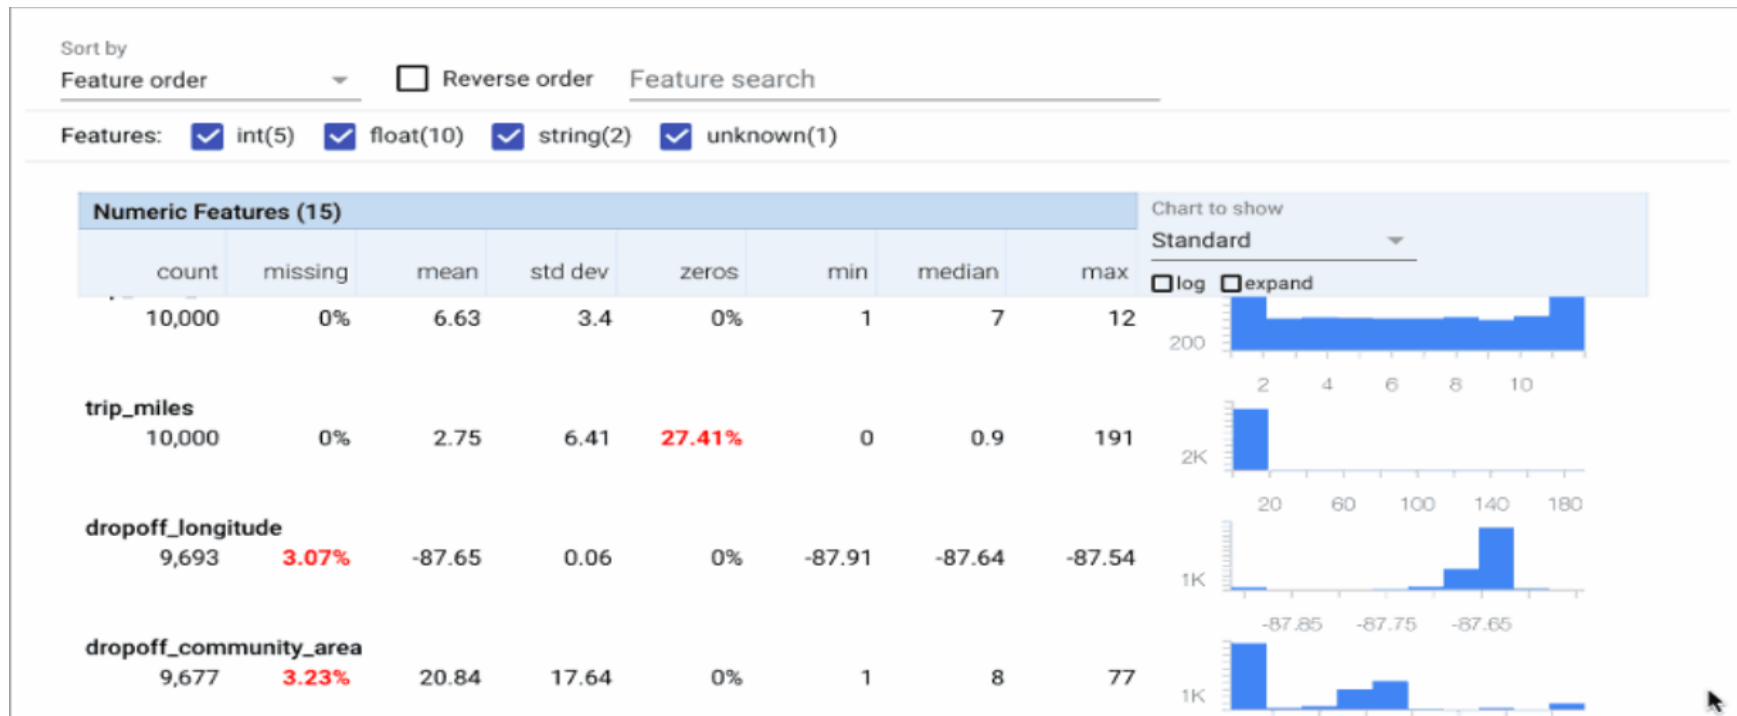 Sort by
Feature order
Reverse order
Feature search
Features: int(5) float(10) string(2) unknown(1)
Numeric Features (15)
Chart to show
Standard
count missing mean std dev zeros min median max
log expand
10,000 0% 6.63 3.4 0% 1 7 12
200
2 4 6 8 10
trip_miles
10,000 0% 2.75 6.41 27.41% 0 0.9 191
2K
20 60 100 140 180
dropoff_longitude
9,693 3.07% -87.65 0.06 0% -87.91 -87.64 -87.54
1K
-87.85 -87.75 -87.65
dropoff_community_area
9,677 3.23% 20.84 17.64 0% 1 8 77
1K